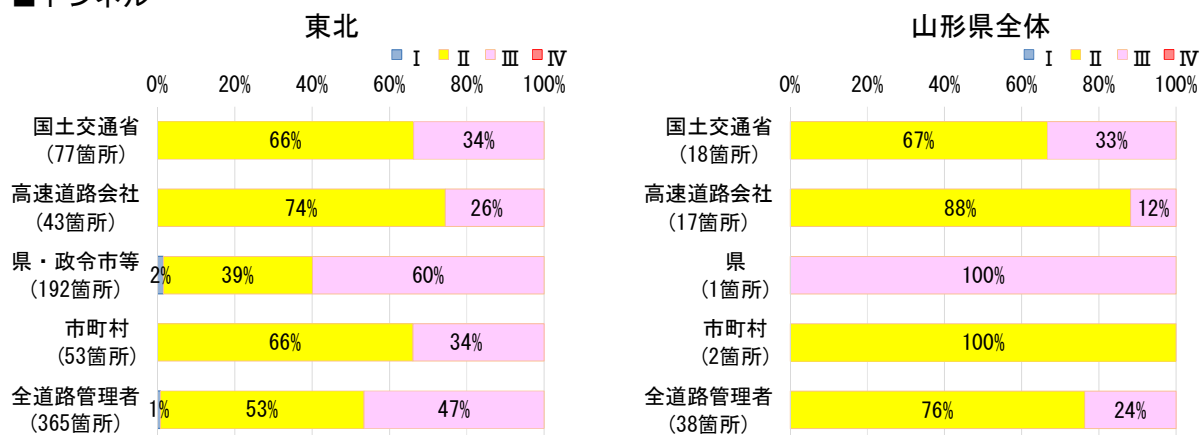 ■トンネル
東北
■ Ⅰ ■ Ⅱ ■ Ⅲ ■ Ⅳ
0% 20% 40% 60% 80% 100%
国土交通省
(77箇所)
66% 34%
高速道路会社
(43箇所)
74% 26%
県・政令市等
(192箇所)
2% 39% 60%
市町村
(53箇所)
66% 34%
全道路管理者
(365箇所)
1% 53% 47%
山形県全体
■ Ⅰ ■ Ⅱ ■ Ⅲ ■ Ⅳ
0% 20% 40% 60% 80% 100%
国土交通省
(18箇所)
67% 33%
高速道路会社
(17箇所)
88% 12%
県
(1箇所)
100%
市町村
(2箇所)
100%
全道路管理者
(38箇所)
76% 24%